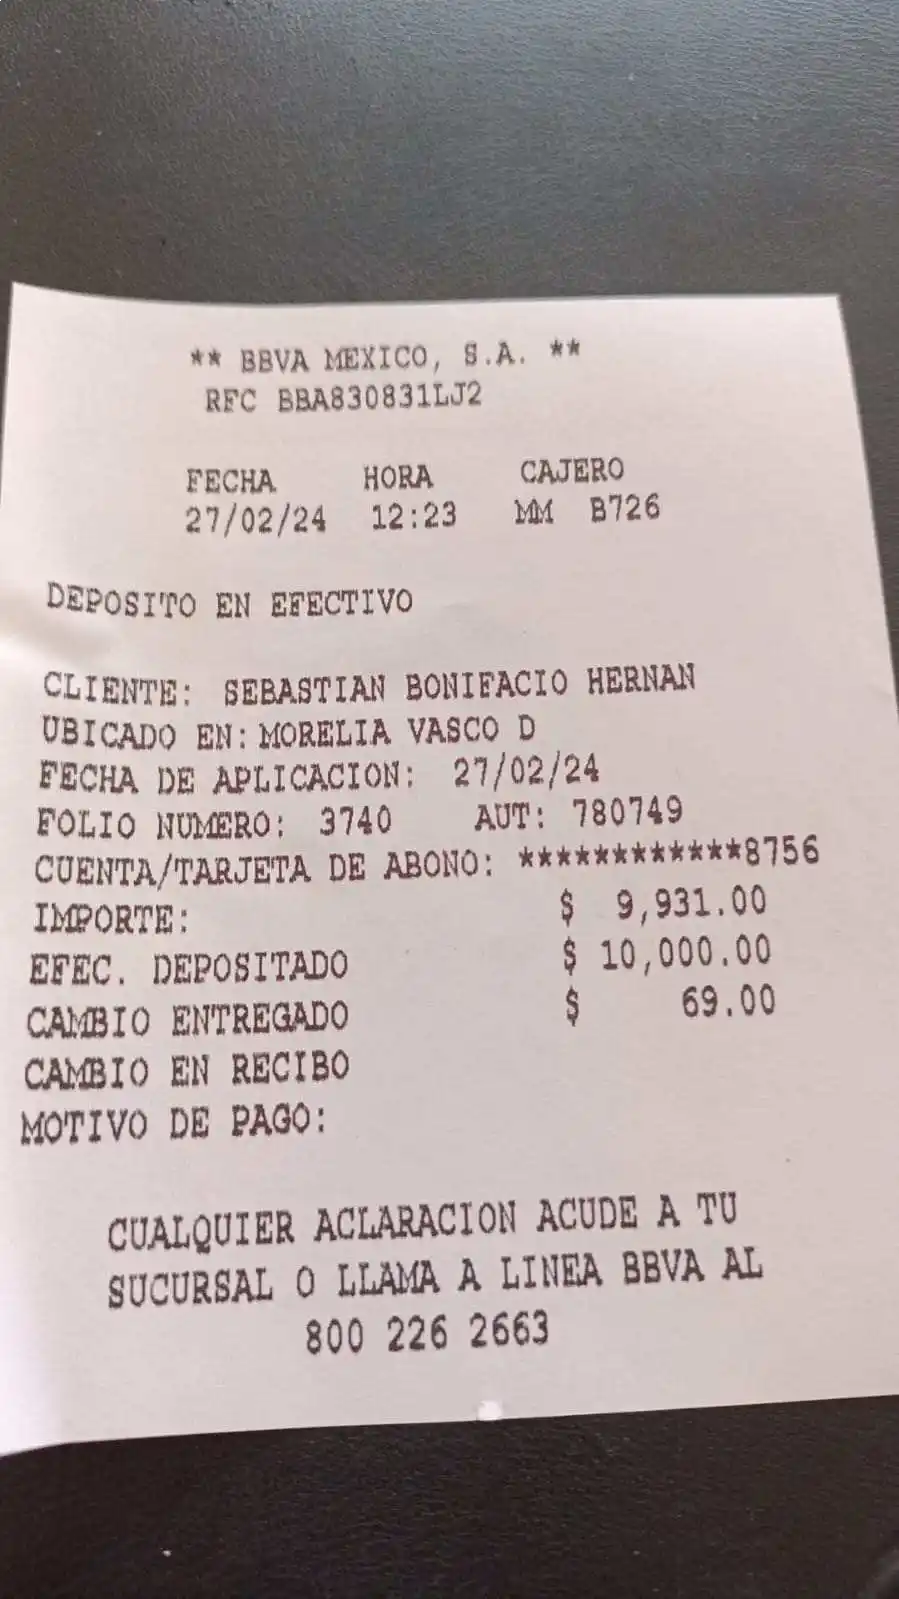 ** BBVA MEXICO, S.A. **
RFC BBA830831LJ2
FECHA HORA CAJERO
27/02/24 12:23 MM B726
DEPOSITO EN EFECTIVO
CLIENTE: SEBASTIAN BONIFACIO HERNAN
UBICADO EN: MORELIA VASCO D
FECHA DE APLICACION: 27/02/24
FOLIO NUMERO: 3740 AUT: 780749
CUENTA/TARJETA DE ABONO: ************8756
IMPORTE: $ 9,931.00
EFEC. DEPOSITADO $ 10,000.00
CAMBIO ENTREGADO $ 69.00
CAMBIO EN RECIBO
MOTIVO DE PAGO:
CUALQUIER ACLARACION ACUDE A TU
SUCURSAL O LLAMA A LINEA BBVA AL
800 226 2663